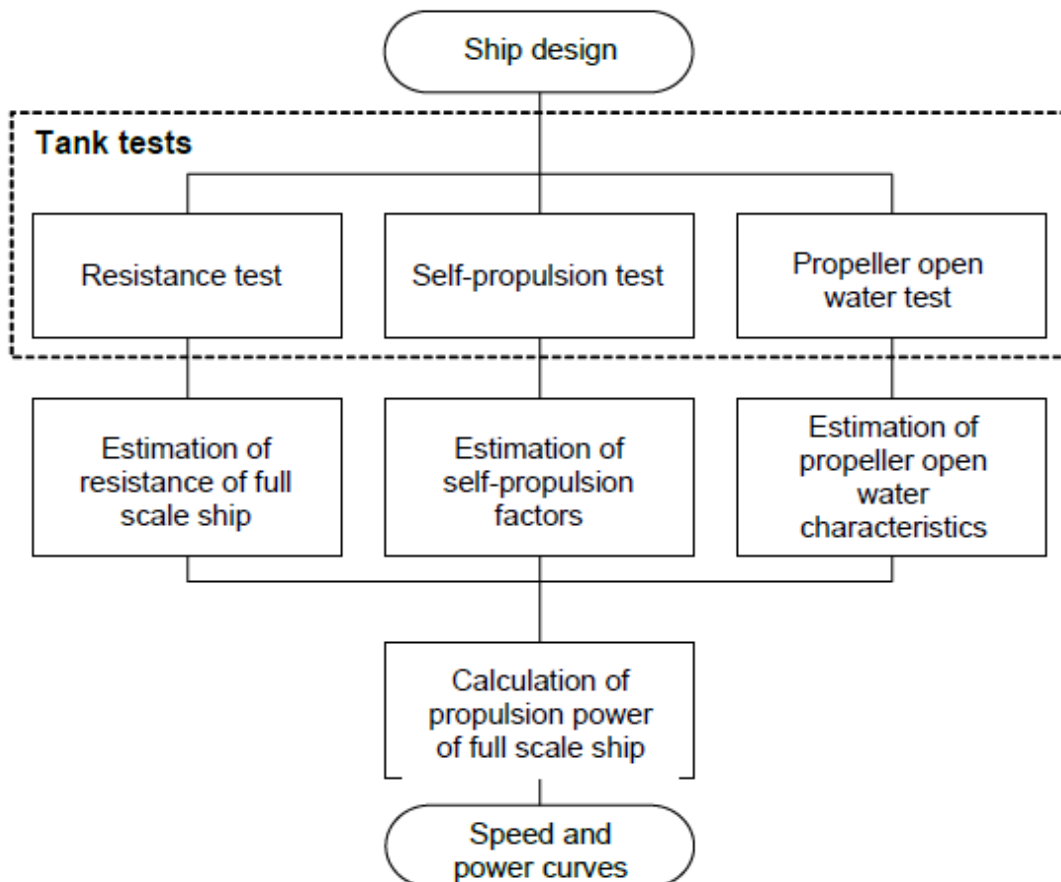 Ship design
Tank tests
Resistance test
Self-propulsion test
Propeller open
water test
Estimation of
resistance of full
scale ship
Estimation of
self-propulsion
factors
Estimation of
propeller open
water
characteristics
Calculation of
propulsion power
of full scale ship
Speed and
power curves